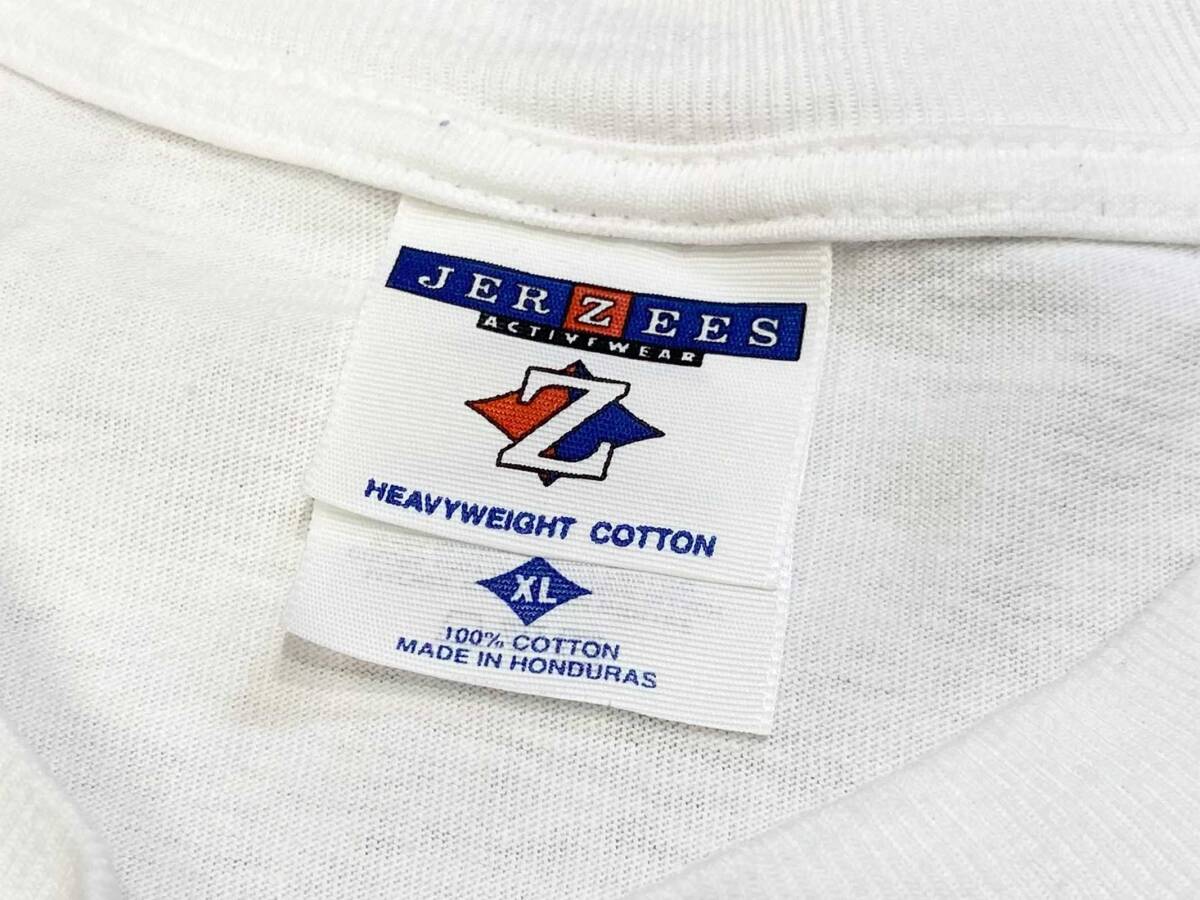 JERZEES
ACTIVEWEAR
Z
HEAVYWEIGHT COTTON
XL
100% COTTON
MADE IN HONDURAS